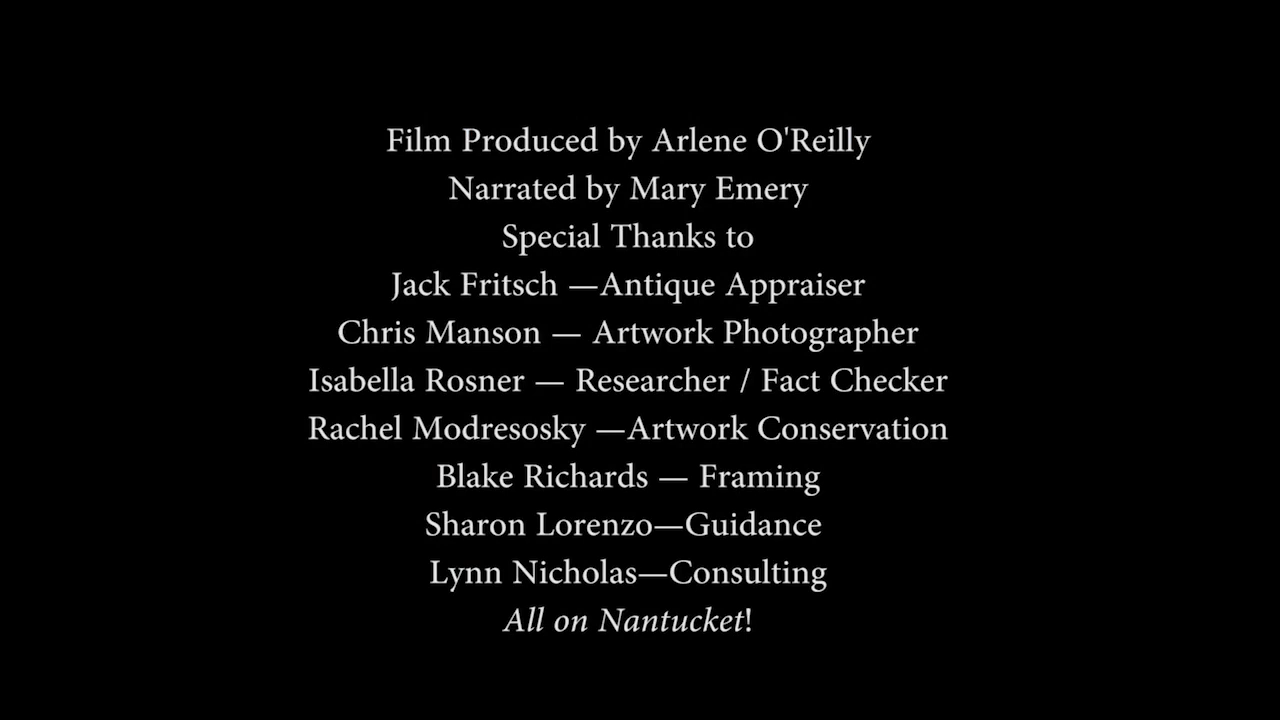 Film Produced by Arlene O'Reilly
Narrated by Mary Emery
Special Thanks to
Jack Fritsch —Antique Appraiser
Chris Manson — Artwork Photographer
Isabella Rosner — Researcher / Fact Checker
Rachel Modresosky —Artwork Conservation
Blake Richards — Framing
Sharon Lorenzo—Guidance
Lynn Nicholas—Consulting
All on Nantucket!